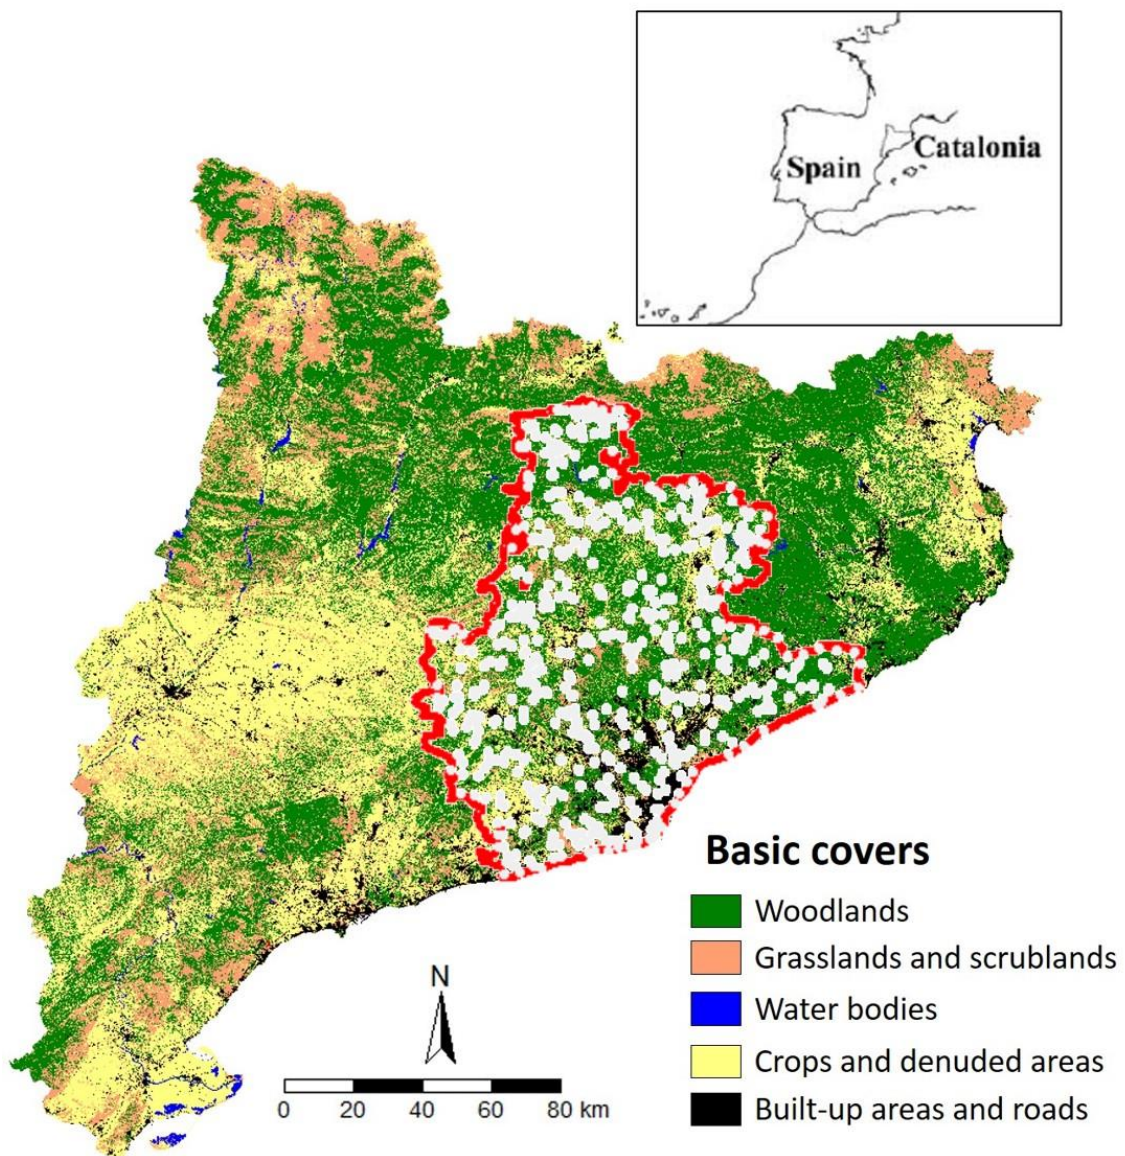 Spain
Catalonia
Basic covers
Woodlands
Grasslands and scrublands
Water bodies
Crops and denuded areas
Built-up areas and roads
N
0 20 40 60 80 km